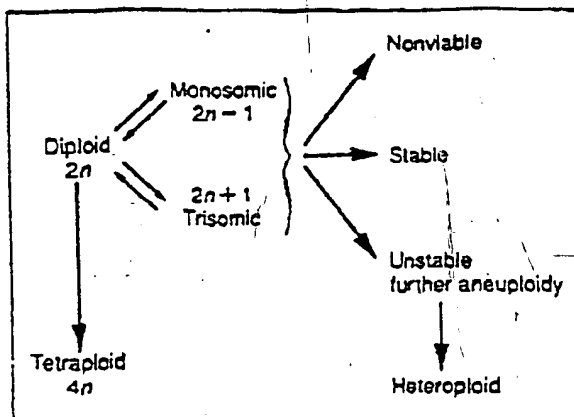 Nonviable
Monosomic
2n – 1
Diploid
2n
Stable
2n + 1
Trisomic
Unstable
further aneuploidy
Tetraploid
4n
Heteroploid